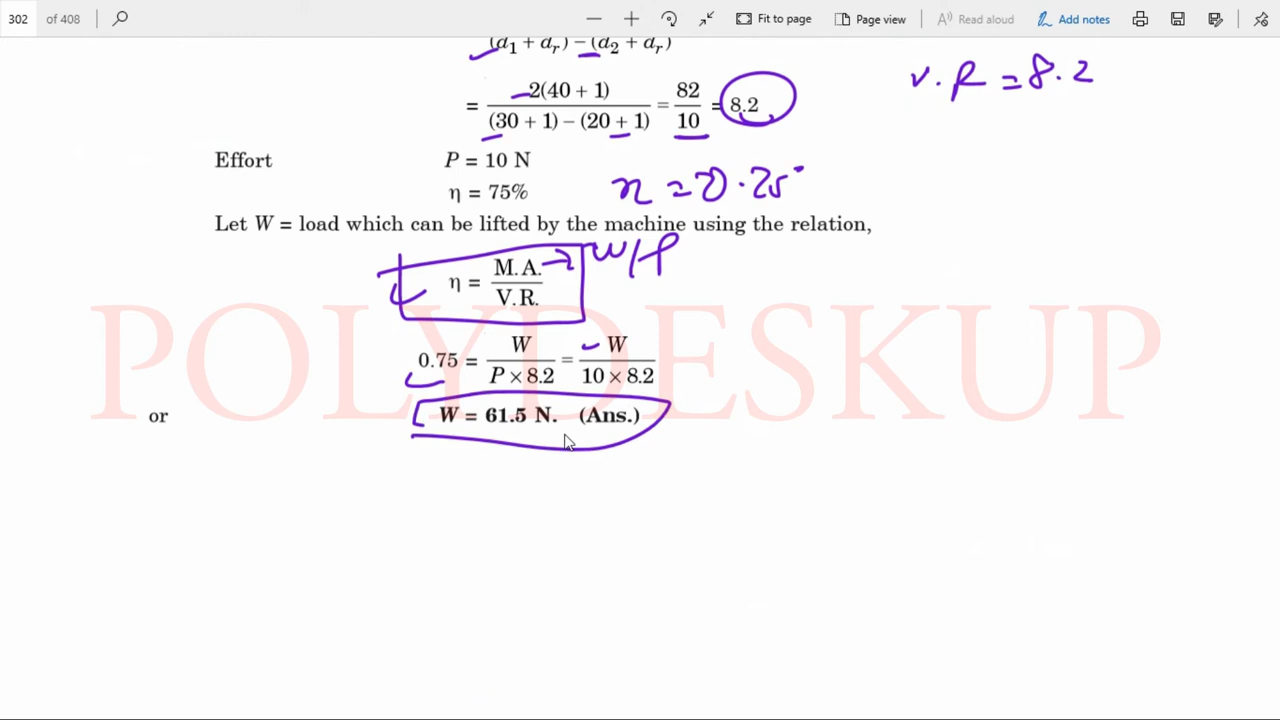 302 of 408 Fit to page Page view Read aloud Add notes
(d1 + dr) − (d2 + dr)
V.R = 8.2
= 2(40 + 1) / (30 + 1) − (20 + 1) = 82 / 10 = 8.2
Effort P = 10 N
η = 75%
Let W = load which can be lifted by the machine using the relation,
η = M.A. / V.R. → W/P
0.75 = W / P × 8.2 = W / 10 × 8.2
or W = 61.5 N. (Ans.)
POLYDESKUP